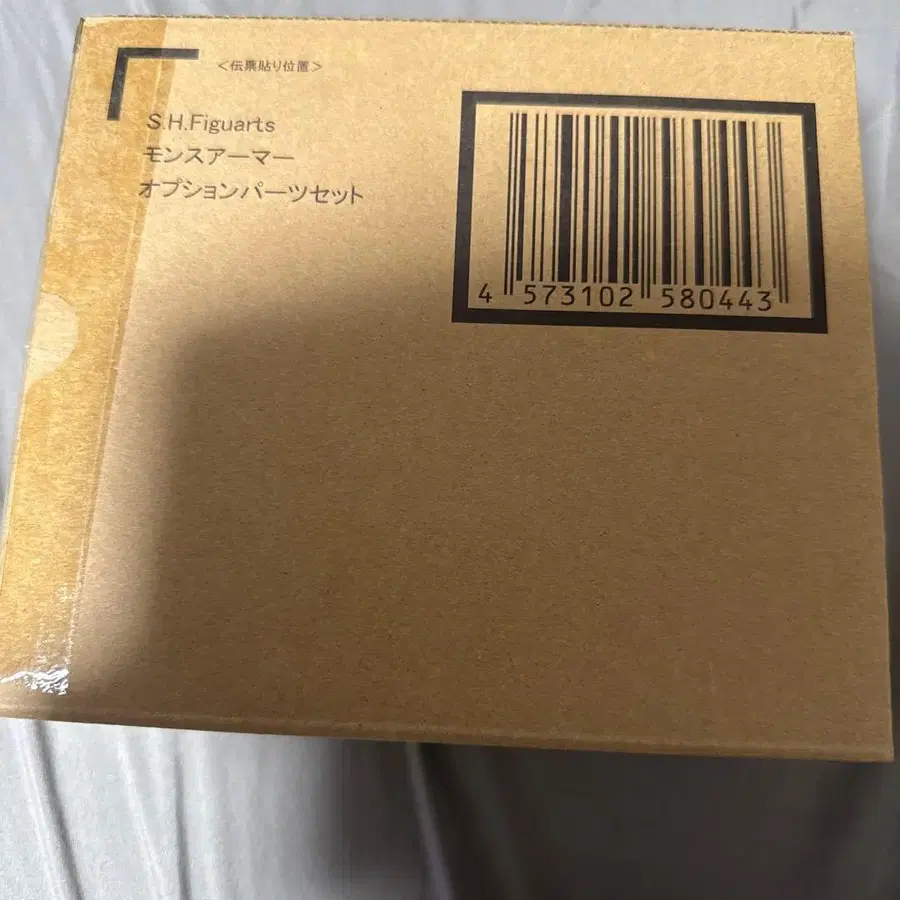 ＜伝票貼り位置＞
S.H.Figuarts
モンスアーマー
オプションパーツセット
4 573102 580443